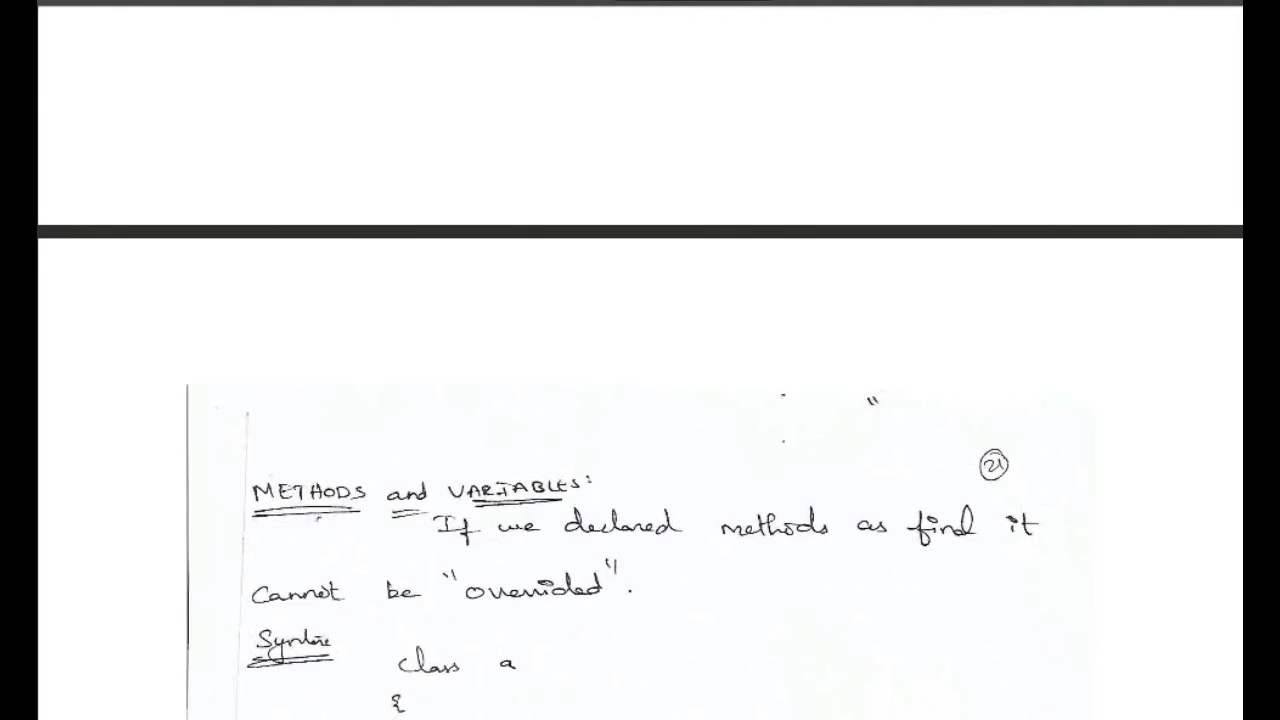 21
METHODS and VARIABLES:
If we declared methods as final it
cannot be "overrided".
Syntax
class a
{